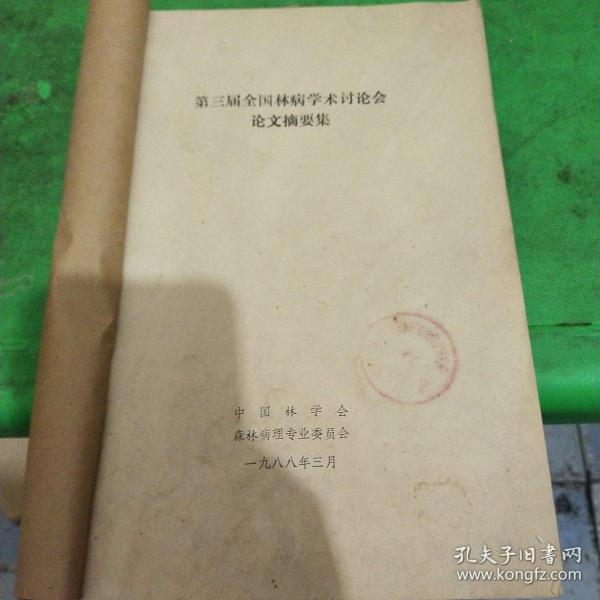 第三届全国林病学术讨论会
论文摘要集
中国林学会
森林病理专业委员会
一九八八年三月
孔夫子旧书网
www.kongfz.com